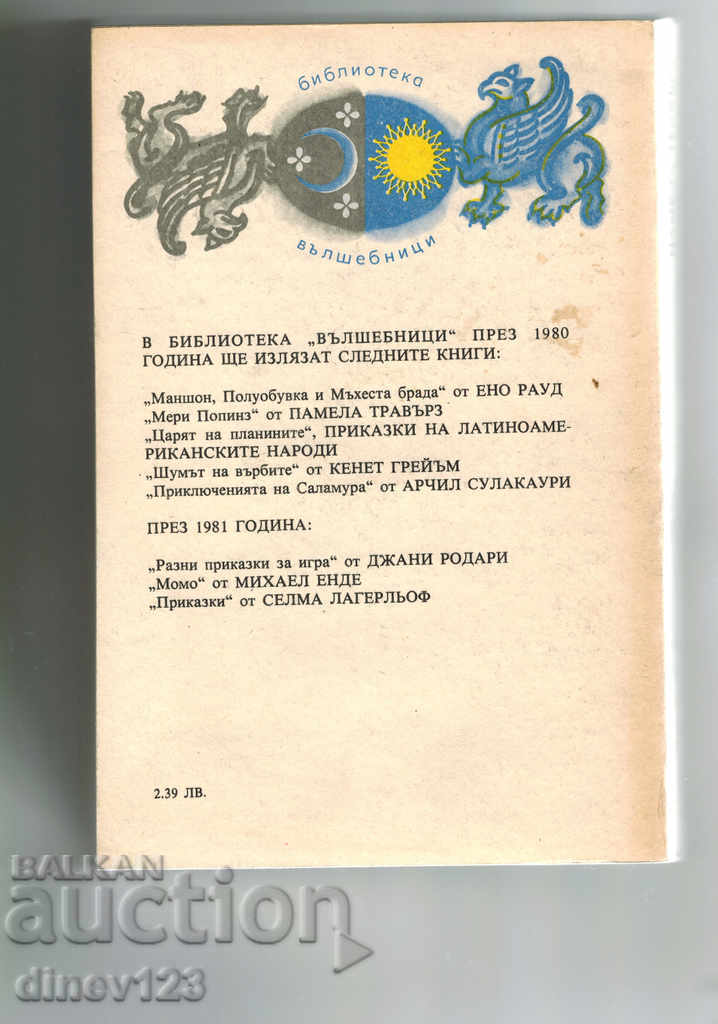 библиотека
вълшебници
В БИБЛИОТЕКА „ВЪЛШЕБНИЦИ“ ПРЕЗ 1980
ГОДИНА ЩЕ ИЗЛЯЗАТ СЛЕДНИТЕ КНИГИ:
„Маншон, Полуобувка и Мъхеста брада“ от ЕНО РАУД
„Мери Попинз“ от ПАМЕЛА ТРАВЪРЗ
„Царят на планините“, ПРИКАЗКИ НА ЛАТИНОАМЕ-
РИКАНСКИТЕ НАРОДИ
„Шумът на върбите“ от КЕНЕТ ГРЕЙЪМ
„Приключенията на Саламура“ от АРЧИЛ СУЛАКАУРИ
ПРЕЗ 1981 ГОДИНА:
„Разни приказки за игра“ от ДЖАНИ РОДАРИ
„Момо“ от МИХАЕЛ ЕНДЕ
„Приказки“ от СЕЛМА ЛАГЕРЛЬОФ
2.39 ЛВ.
BALKAN
auction
dinev123